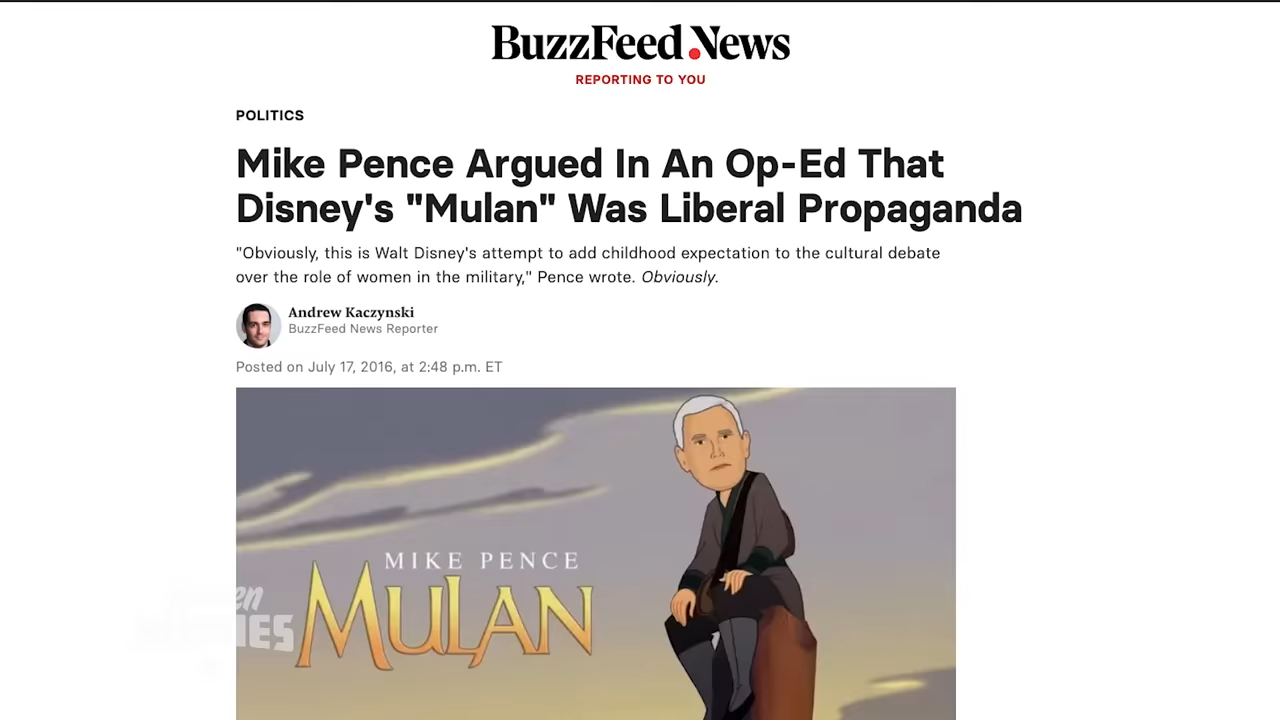 BuzzFeed News
REPORTING TO YOU
POLITICS
Mike Pence Argued In An Op-Ed That
Disney's "Mulan" Was Liberal Propaganda
"Obviously, this is Walt Disney's attempt to add childhood expectation to the cultural debate
over the role of women in the military," Pence wrote. Obviously.
Andrew Kaczynski
BuzzFeed News Reporter
Posted on July 17, 2016, at 2:48 p.m. ET
MIKE PENCE
MULAN